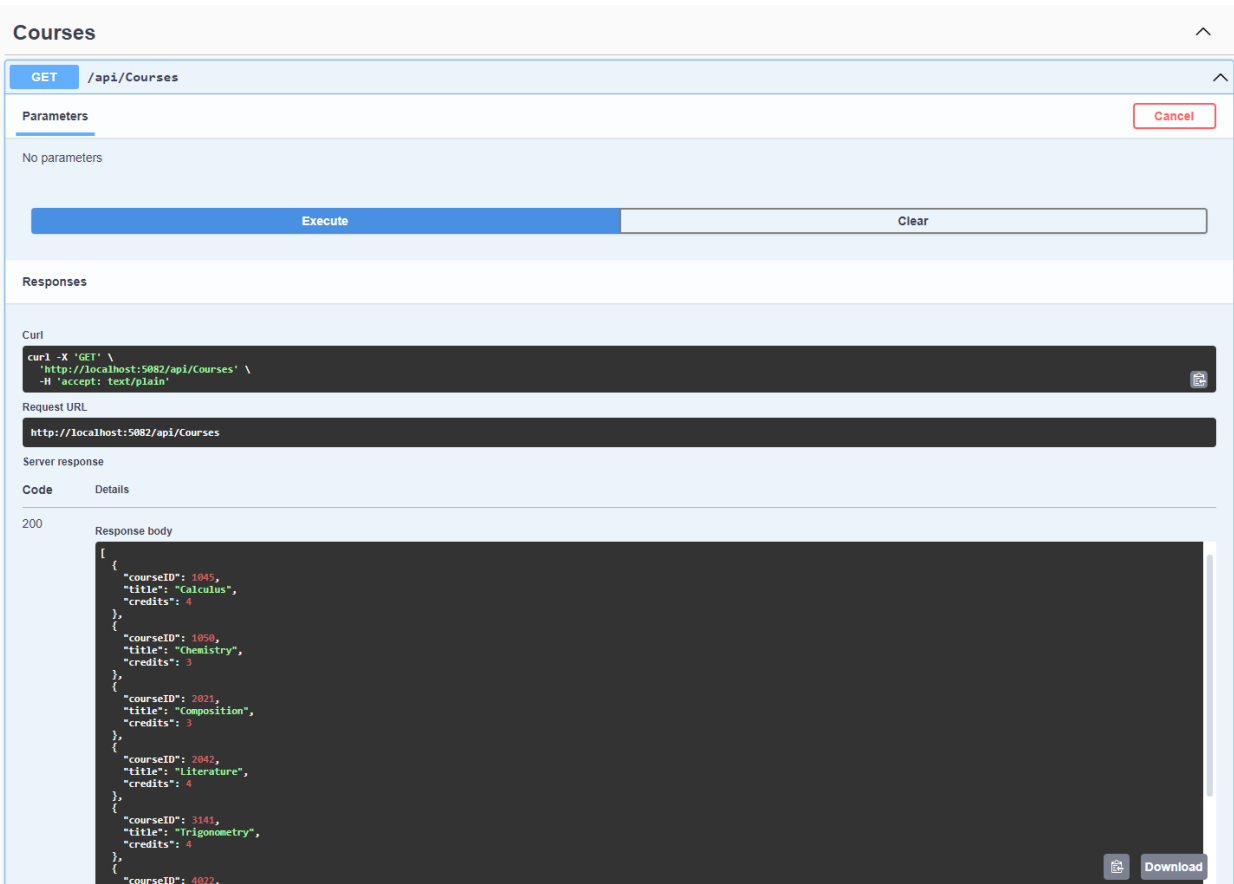 Courses
GET /api/Courses
Parameters
Cancel
No parameters
Execute
Clear
Responses
Curl
curl -X 'GET' \
  'http://localhost:5082/api/Courses' \
  -H 'accept: text/plain'
Request URL
http://localhost:5082/api/Courses
Server response
Code Details
200
Response body
[
  {
    "courseID": 1045,
    "title": "Calculus",
    "credits": 4
  },
  {
    "courseID": 1050,
    "title": "Chemistry",
    "credits": 3
  },
  {
    "courseID": 2021,
    "title": "Composition",
    "credits": 3
  },
  {
    "courseID": 2042,
    "title": "Literature",
    "credits": 4
  },
  {
    "courseID": 3141,
    "title": "Trigonometry",
    "credits": 4
  },
  {
    "courseID": 4022,
Download